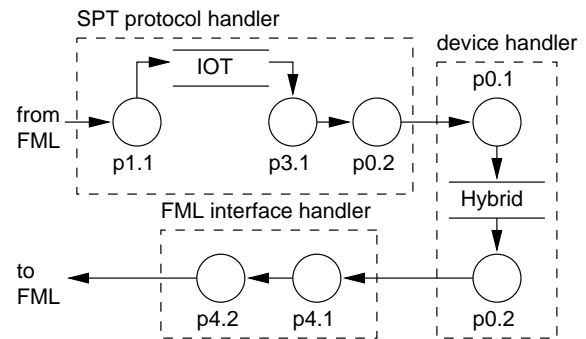 SPT protocol handler
device handler
IOT
p0.1
from
FML
p1.1
p3.1
p0.2
Hybrid
FML interface handler
to
FML
p4.2
p4.1
p0.2